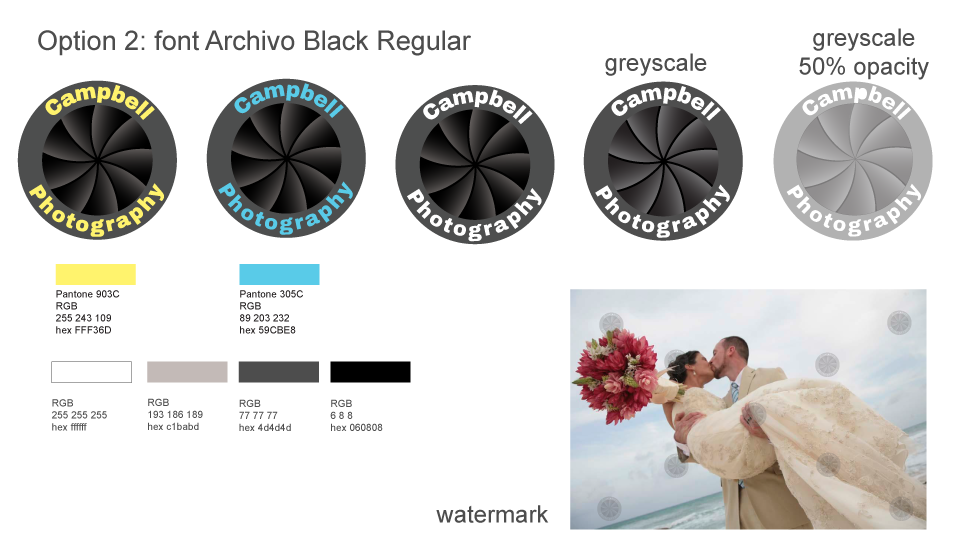 Option 2: font Archivo Black Regular
greyscale
greyscale
50% opacity
Campbell
Photography
Campbell
Photography
Campbell
Photography
Campbell
Photography
Campbell
Photography
Pantone 903C
RGB
255 243 109
hex FFF36D
Pantone 305C
RGB
89 203 232
hex 59CBE8
RGB
255 255 255
hex ffffff
RGB
193 186 189
hex c1babd
RGB
77 77 77
hex 4d4d4d
RGB
6 8 8
hex 060808
watermark